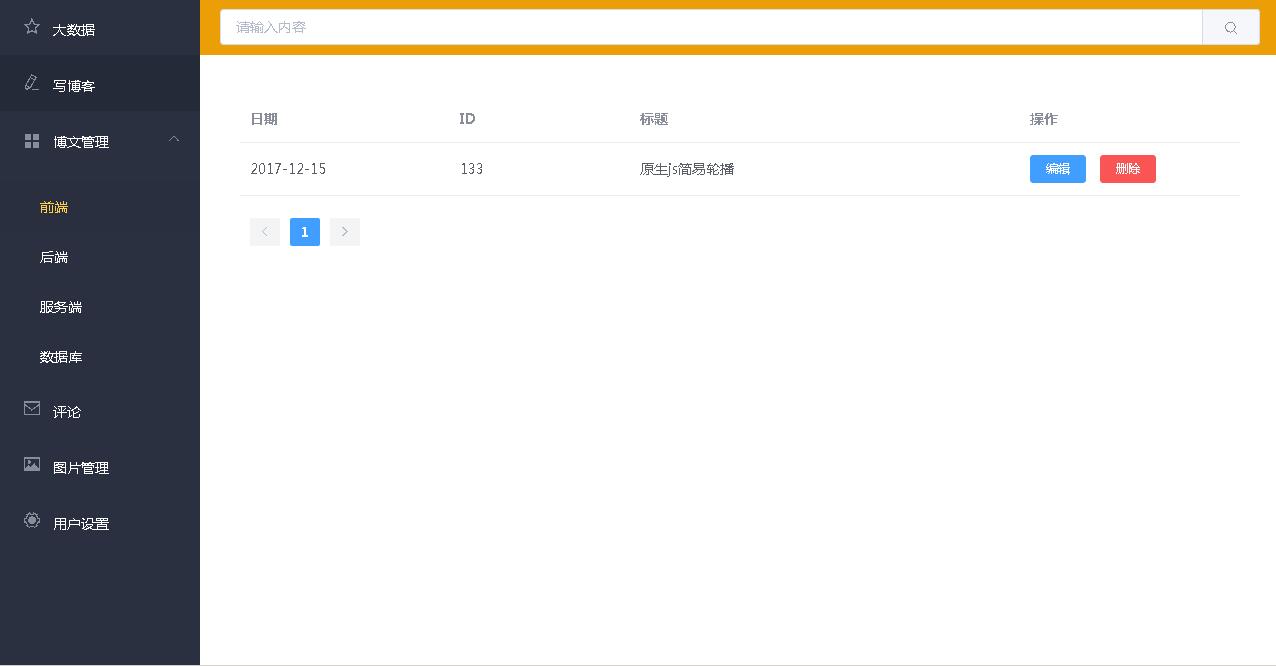 大数据
写博客
博文管理
前端
后端
服务端
数据库
评论
图片管理
用户设置
请输入内容
日期 ID 标题 操作
2017-12-15 133 原生js简易轮播 编辑 删除
1